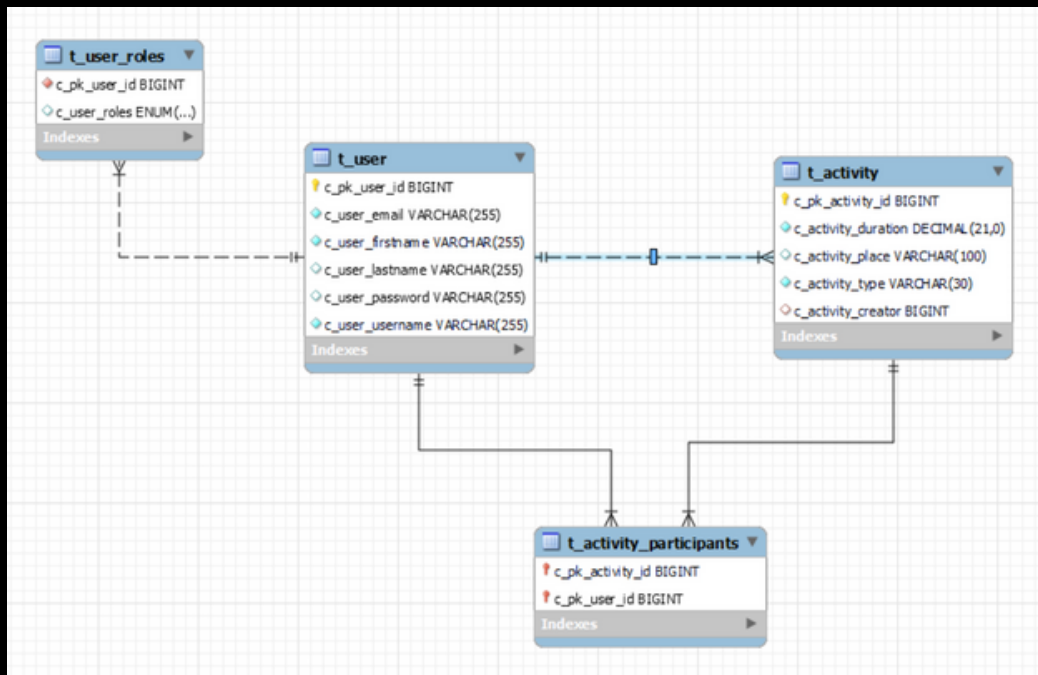 t_user_roles
c_pk_user_id BIGINT
c_user_roles ENUM(...)
Indexes
t_user
c_pk_user_id BIGINT
c_user_email VARCHAR(255)
c_user_firstname VARCHAR(255)
c_user_lastname VARCHAR(255)
c_user_password VARCHAR(255)
c_user_username VARCHAR(255)
Indexes
t_activity
c_pk_activity_id BIGINT
c_activity_duration DECIMAL(21,0)
c_activity_place VARCHAR(100)
c_activity_type VARCHAR(30)
c_activity_creator BIGINT
Indexes
t_activity_participants
c_pk_activity_id BIGINT
c_pk_user_id BIGINT
Indexes